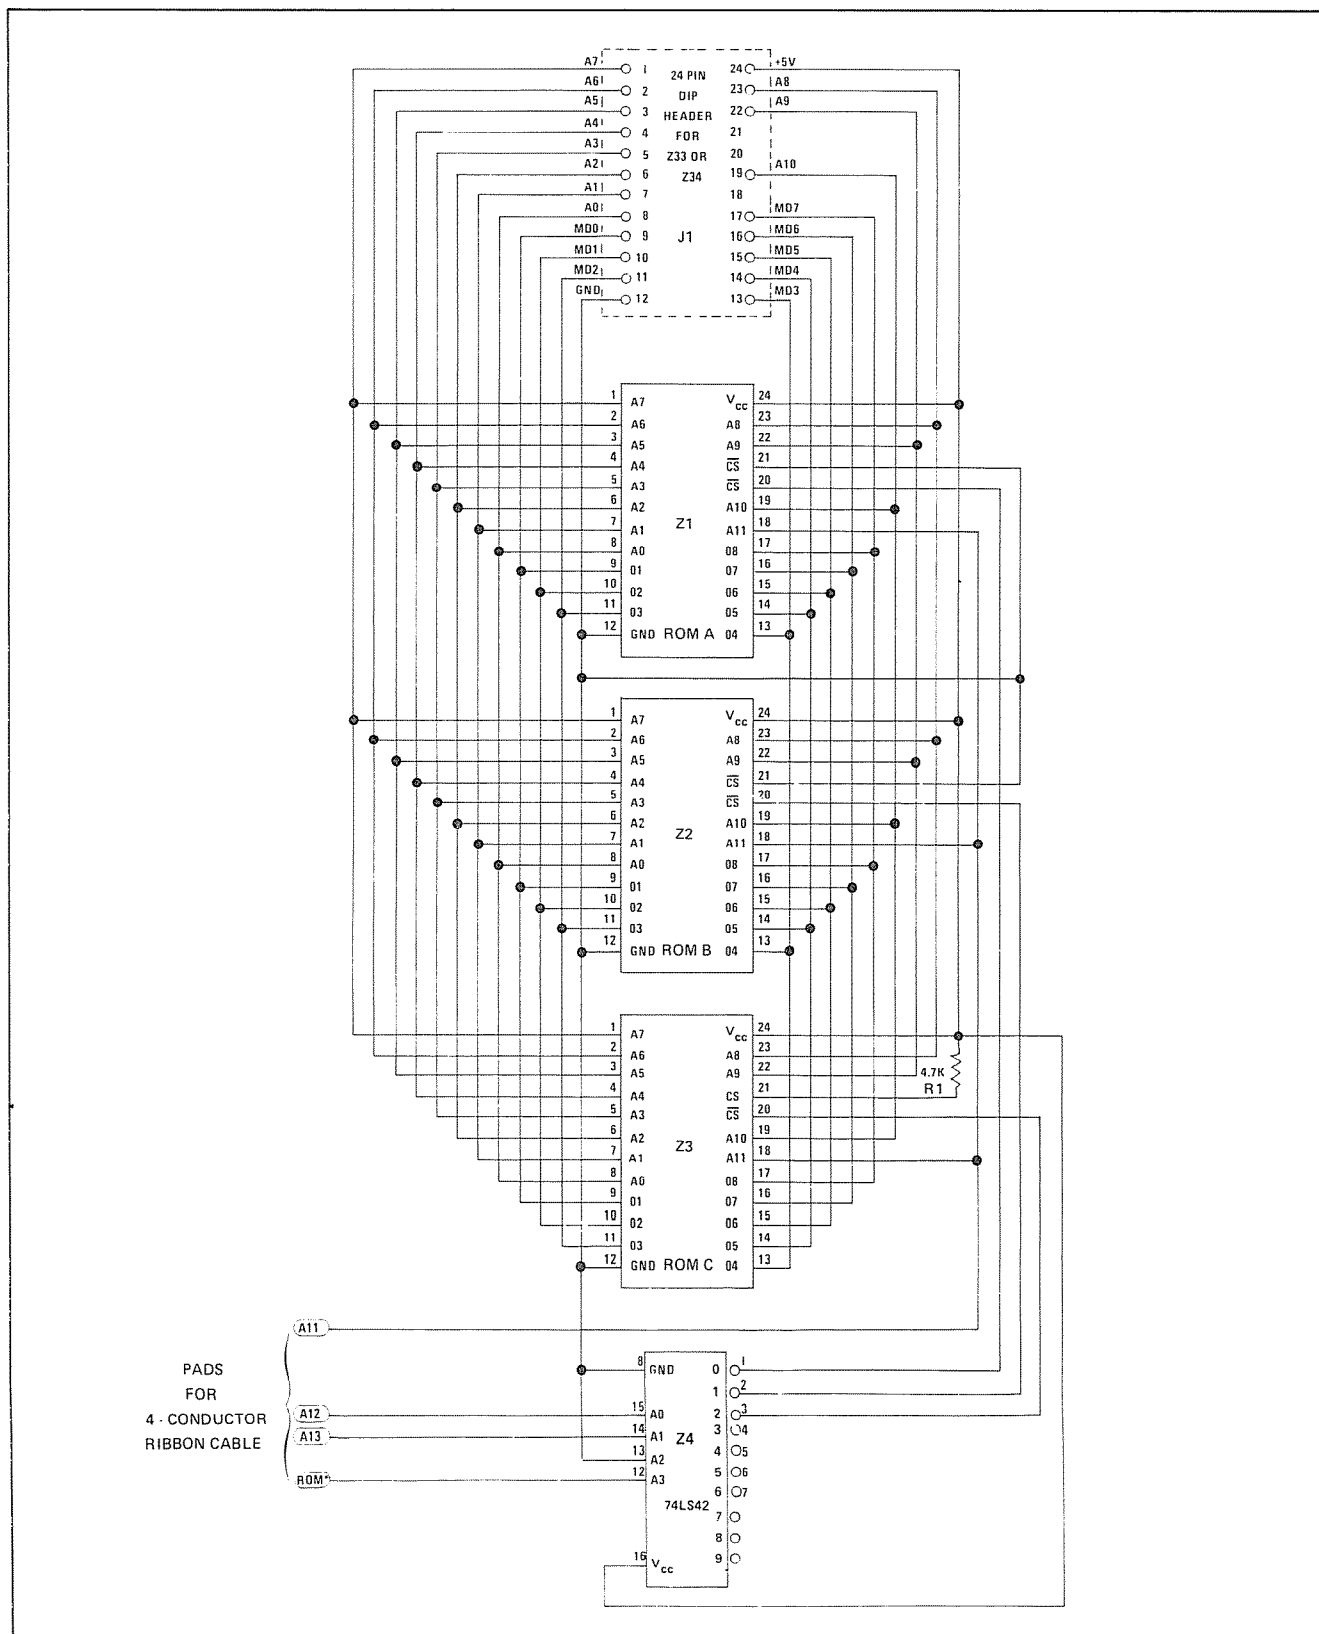 A7 1 24 PIN 24 +5V
A6 2 DIP 23 A8
A5 3 HEADER 22 A9
A4 4 FOR 21
A3 5 Z33 OR 20
A2 6 Z34 19 A10
A1 7 18
A0 8 17 MD7
MD0 9 J1 16 MD6
MD1 10 15 MD5
MD2 11 14 MD4
GND 12 13 MD3
1 A7 Vcc 24
2 A6 A8 23
3 A5 A9 22
4 A4 C̅S̅ 21
5 A3 C̅S̅ 20
6 A2 A10 19
Z1
7 A1 A11 18
8 A0 08 17
9 01 07 16
10 02 06 15
11 03 05 14
12 GND ROM A 04 13
1 A7 Vcc 24
2 A6 A8 23
3 A5 A9 22
4 A4 C̅S̅ 21
5 A3 C̅S̅ 20
6 A2 A10 19
Z2
7 A1 A11 18
8 A0 08 17
9 01 07 16
10 02 06 15
11 03 05 14
12 GND ROM B 04 13
1 A7 Vcc 24
2 A6 A8 23
3 A5 A9 22
4.7K
4 A4 CS 21
R1
5 A3 C̅S̅ 20
6 A2 A10 19
Z3
7 A1 A11 18
8 A0 08 17
9 01 07 16
10 02 06 15
11 03 05 14
12 GND ROM C 04 13
A11
PADS
FOR
4 - CONDUCTOR
RIBBON CABLE
A12
A13
ROM*
8 GND 0 1
1 2
15 A0 2 3
14 A1 Z4 3 4
13 A2 4 5
12 A3 5 6
6 7
74LS42
7
8
16 Vcc 9